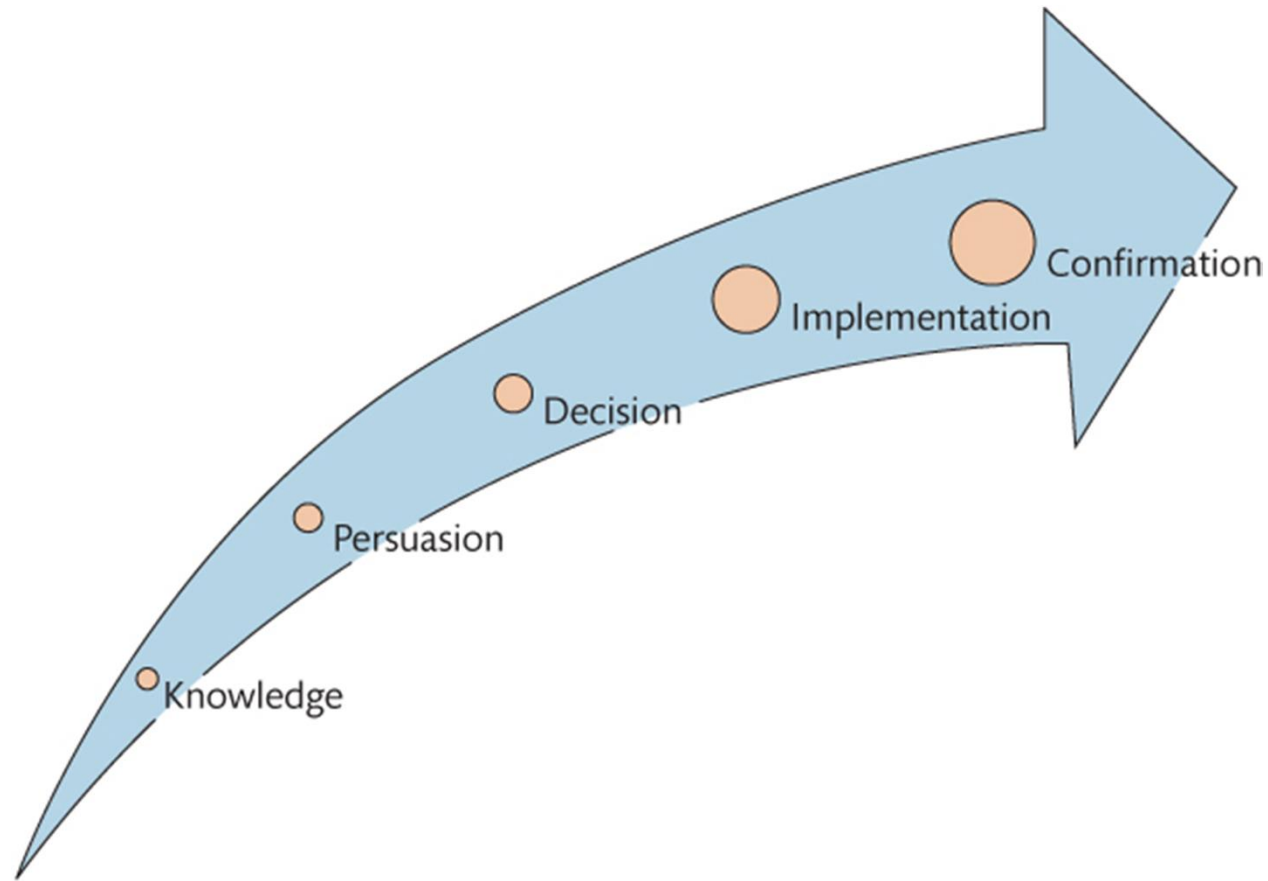 Confirmation
Implementation
Decision
Persuasion
Knowledge